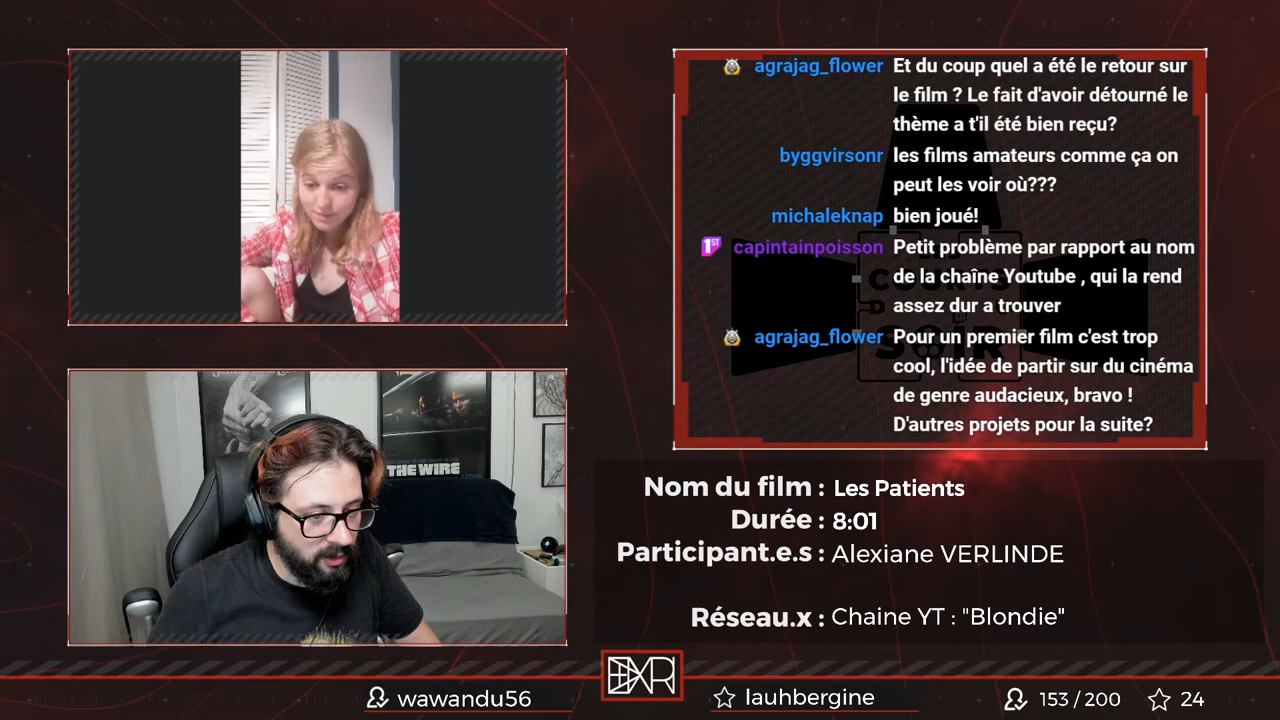 agrajag_flower Et du coup quel a été le retour sur
le film ? Le fait d'avoir détourné le
thème a t'il été bien reçu?
byggvirsonr les films amateurs comme ça on
peut les voir où???
michaleknap bien joué!
1ST capintainpoisson Petit problème par rapport au nom
de la chaîne Youtube , qui la rend
assez dur a trouver
agrajag_flower Pour un premier film c'est trop
cool, l'idée de partir sur du cinéma
de genre audacieux, bravo !
D'autres projets pour la suite?
THE WIRE
Nom du film : Les Patients
Durée : 8:01
Participant.e.s : Alexiane VERLINDE
Réseau.x : Chaine YT : "Blondie"
wawandu56
lauhbergine
153 / 200
24